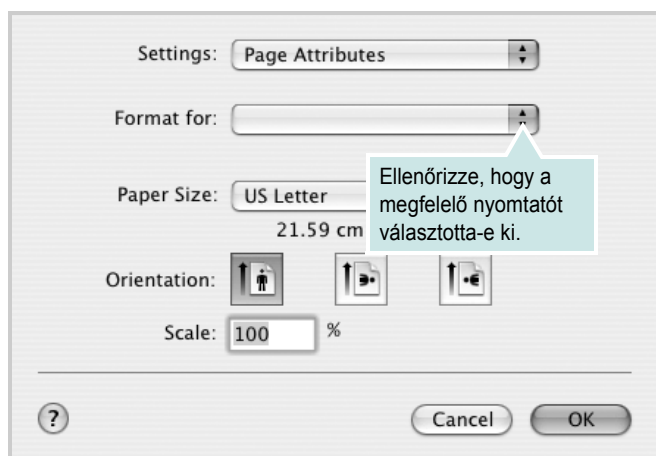 Settings: Page Attributes
Format for:
Ellenőrizze, hogy a
megfelelő nyomtatót
választotta-e ki.
Paper Size: US Letter
21.59 cm
Orientation:
Scale: 100 %
? Cancel OK